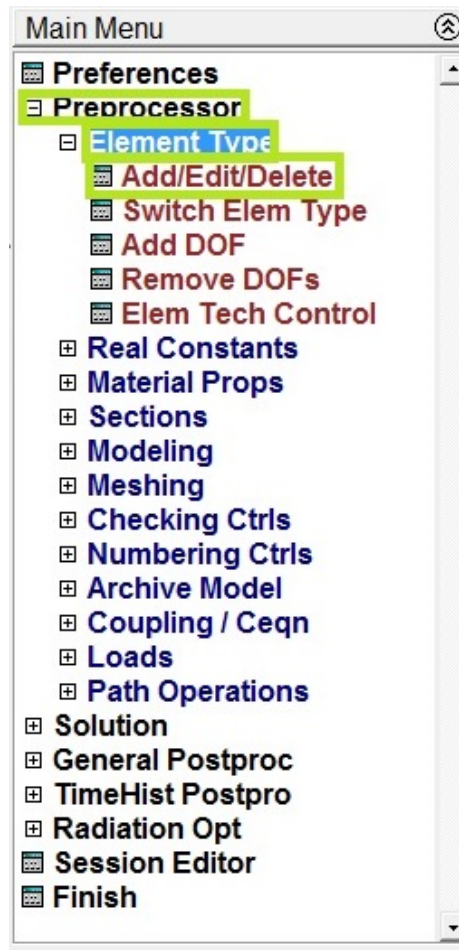 Main Menu
Preferences
Preprocessor
Element Type
Add/Edit/Delete
Switch Elem Type
Add DOF
Remove DOFs
Elem Tech Control
Real Constants
Material Props
Sections
Modeling
Meshing
Checking Ctrls
Numbering Ctrls
Archive Model
Coupling / Ceqn
Loads
Path Operations
Solution
General Postproc
TimeHist Postpro
Radiation Opt
Session Editor
Finish